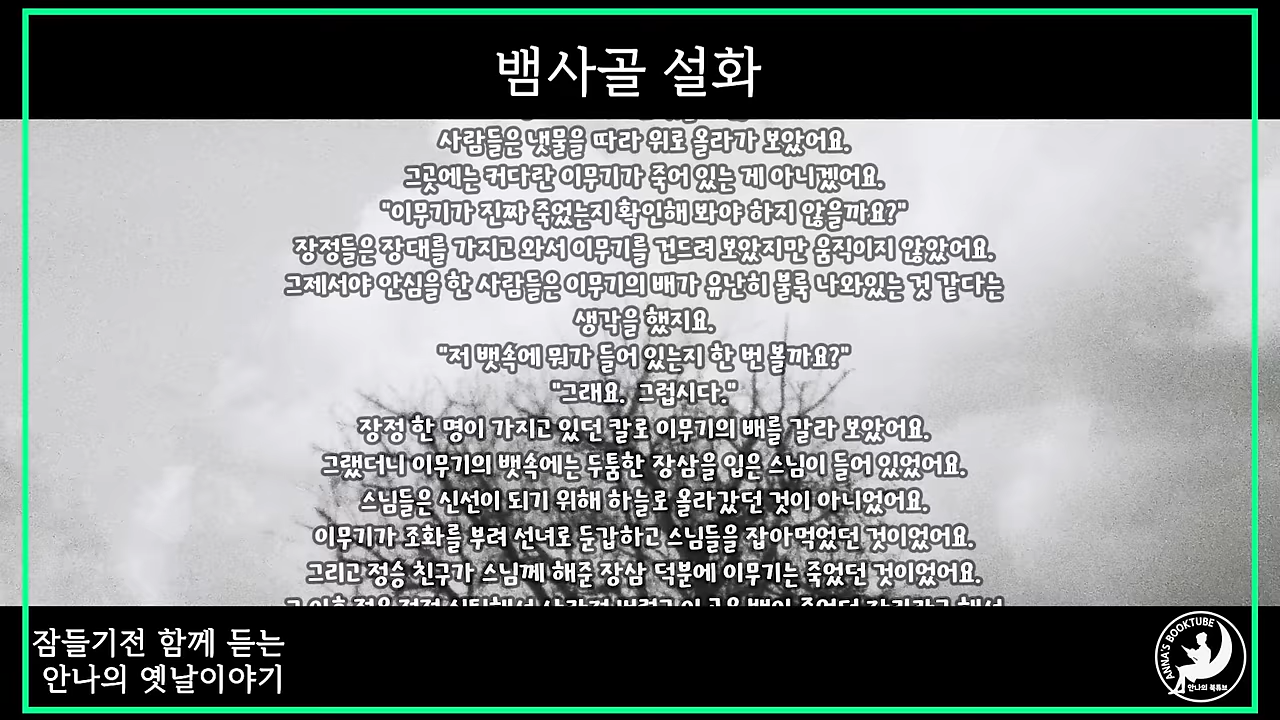 뱀사골 설화
사람들은 냇물을 따라 위로 올라가 보았어요.
그곳에는 커다란 이무기가 죽어 있는 게 아니겠어요.
"이무기가 진짜 죽었는지 확인해 봐야 하지 않을까요?"
장정들은 장대를 가지고 와서 이무기를 건드려 보았지만 움직이지 않았어요.
그제서야 안심을 한 사람들은 이무기의 배가 유난히 불룩 나와있는 것 같다는
생각을 했지요.
"저 뱃속에 뭐가 들어 있는지 한 번 볼까요?"
"그래요. 그럽시다."
장정 한 명이 가지고 있던 칼로 이무기의 배를 갈라 보았어요.
그랬더니 이무기의 뱃속에는 두툼한 장삼을 입은 스님이 들어 있었어요.
스님들은 신선이 되기 위해 하늘로 올라갔던 것이 아니었어요.
이무기가 조화를 부려 선녀로 둔갑하고 스님들을 잡아먹었던 것이었어요.
그리고 정승 친구가 스님께 해준 장삼 덕분에 이무기는 죽었던 것이었어요.
잠들기전 함께 듣는
안나의 옛날이야기
ANNA'S BOOKTUBE
안나의 북튜브